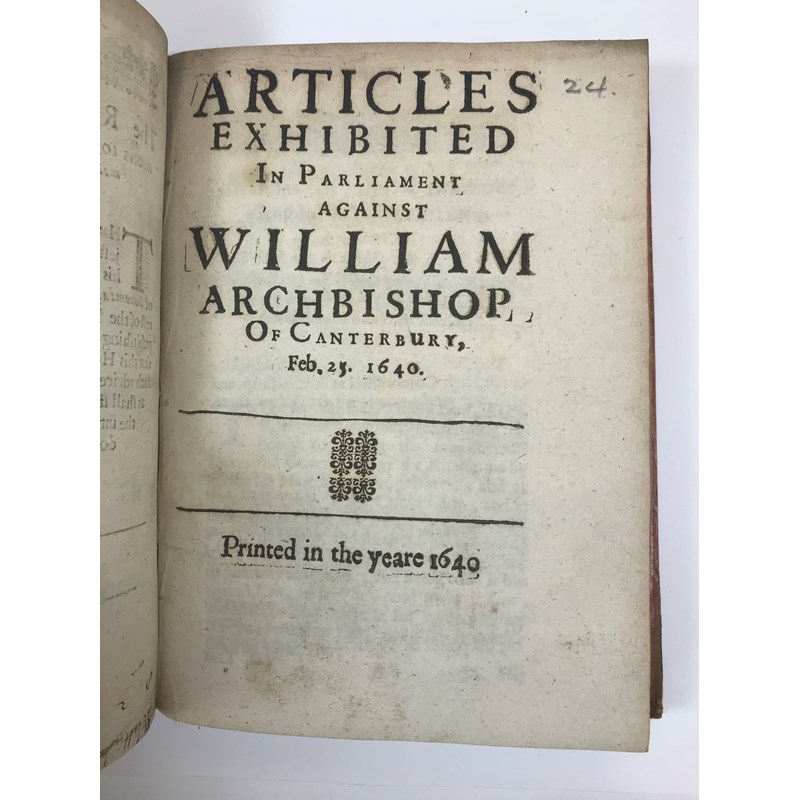 24.
ARTICLES
EXHIBITED
IN PARLIAMENT
AGAINST
WILLIAM
ARCHBISHOP
OF CANTERBURY,
Feb. 25. 1640.
Printed in the yeare 1640